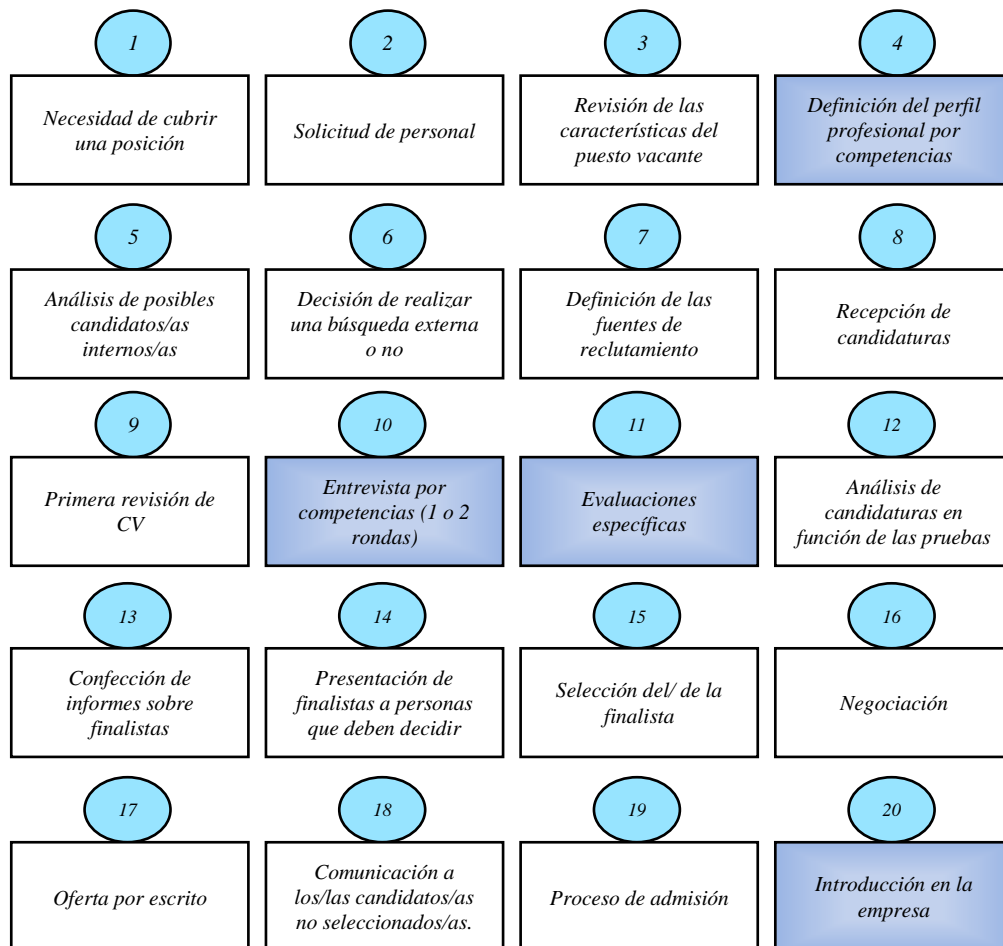 1
2
3
4
Necesidad de cubrir
una posición
Solicitud de personal
Revisión de las
características del
puesto vacante
Definición del perfil
profesional por
competencias
5
6
7
8
Análisis de posibles
candidatos/as
internos/as
Decisión de realizar
una búsqueda externa
o no
Definición de las
fuentes de
reclutamiento
Recepción de
candidaturas
9
10
11
12
Primera revisión de
CV
Entrevista por
competencias (1 o 2
rondas)
Evaluaciones
específicas
Análisis de
candidaturas en
función de las pruebas
13
14
15
16
Confección de
informes sobre
finalistas
Presentación de
finalistas a personas
que deben decidir
Selección del/ de la
finalista
Negociación
17
18
19
20
Oferta por escrito
Comunicación a
los/las candidatos/as
no seleccionados/as.
Proceso de admisión
Introducción en la
empresa